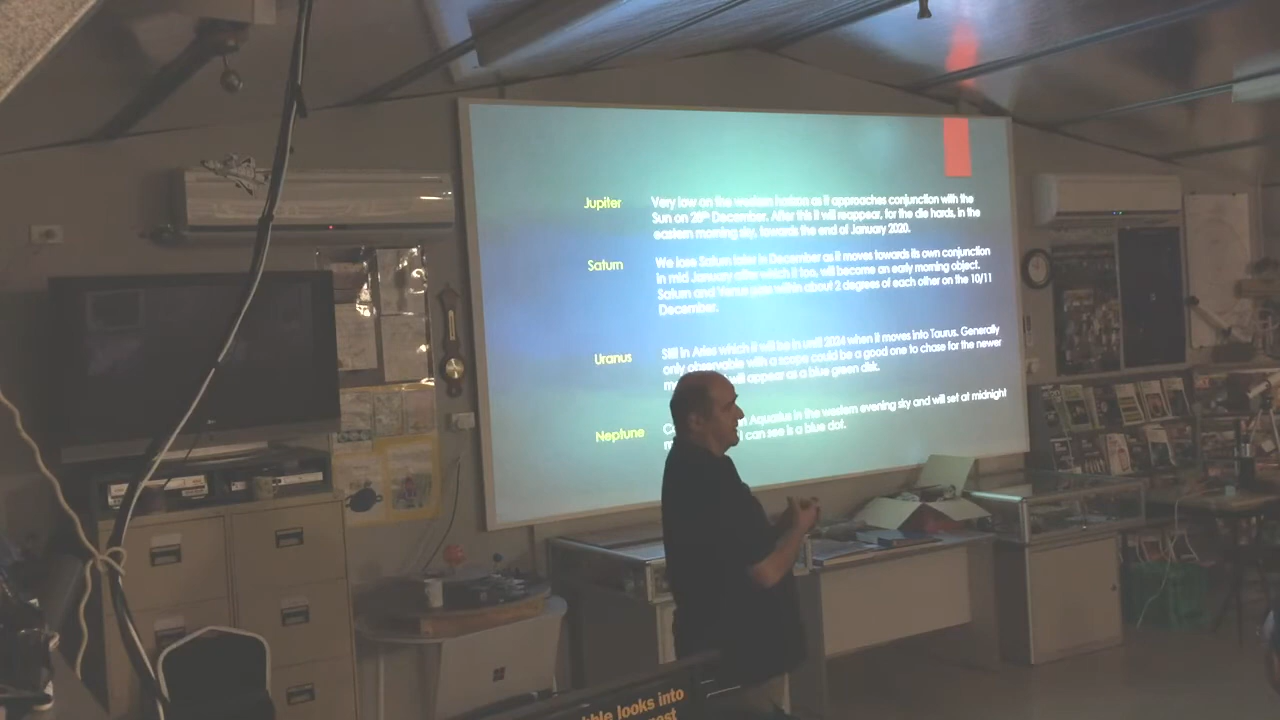 Jupiter
Very low on the western horizon as it approaches conjunction with the
Sun on 28th December. After this it will reappear, for the die hards, in the
eastern morning sky, towards the end of January 2020.
Saturn
We lose Saturn later in December as it moves towards its own conjunction
in mid January after which it too, will become an early morning object.
Saturn and Venus pass within about 2 degrees of each other on the 10/11
December.
Uranus
Still in Aries which it will be in until 2024 when it moves into Taurus. Generally
only observable with a scope could be a good one to chase for the newer
will appear as a blue green disk.
Neptune
Aquarius in the western evening sky and will set at midnight
I can see is a blue dot.
looks into